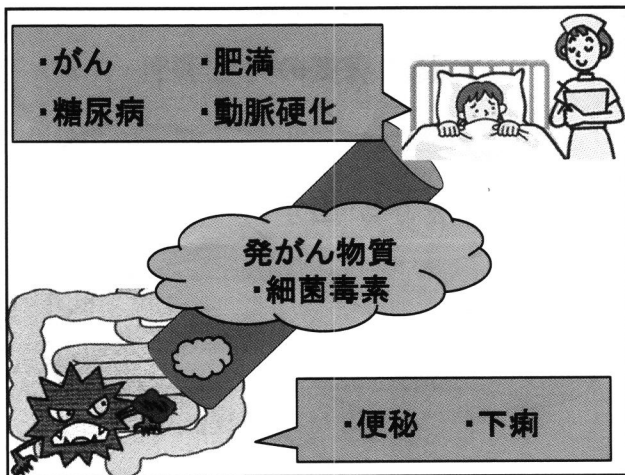 ・がん　・肥満
・糖尿病　・動脈硬化
発がん物質
・細菌毒素
・便秘　・下痢